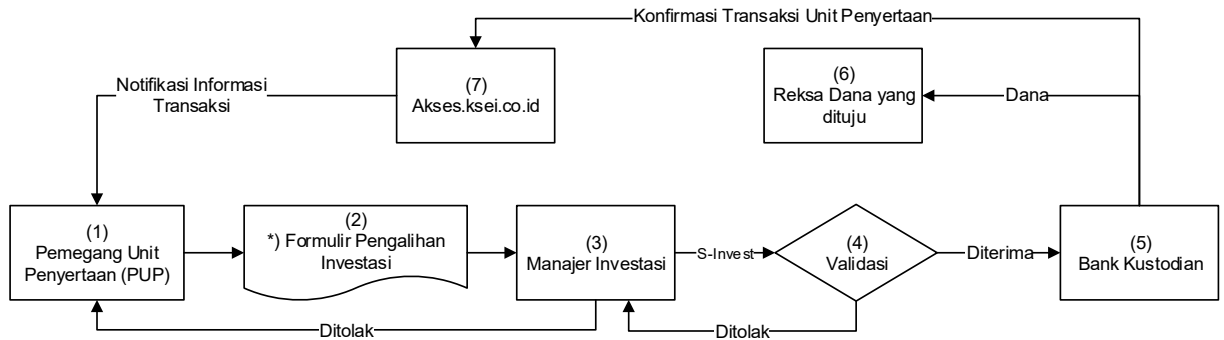 Konfirmasi Transaksi Unit Penyertaan
Notifikasi Informasi
Transaksi
(7)
Akses.ksei.co.id
(6)
Reksa Dana yang
dituju
Dana
(1)
Pemegang Unit
Penyertaan (PUP)
(2)
*) Formulir Pengalihan
Investasi
(3)
Manajer Investasi
S-Invest
(4)
Validasi
Diterima
(5)
Bank Kustodian
Ditolak
Ditolak